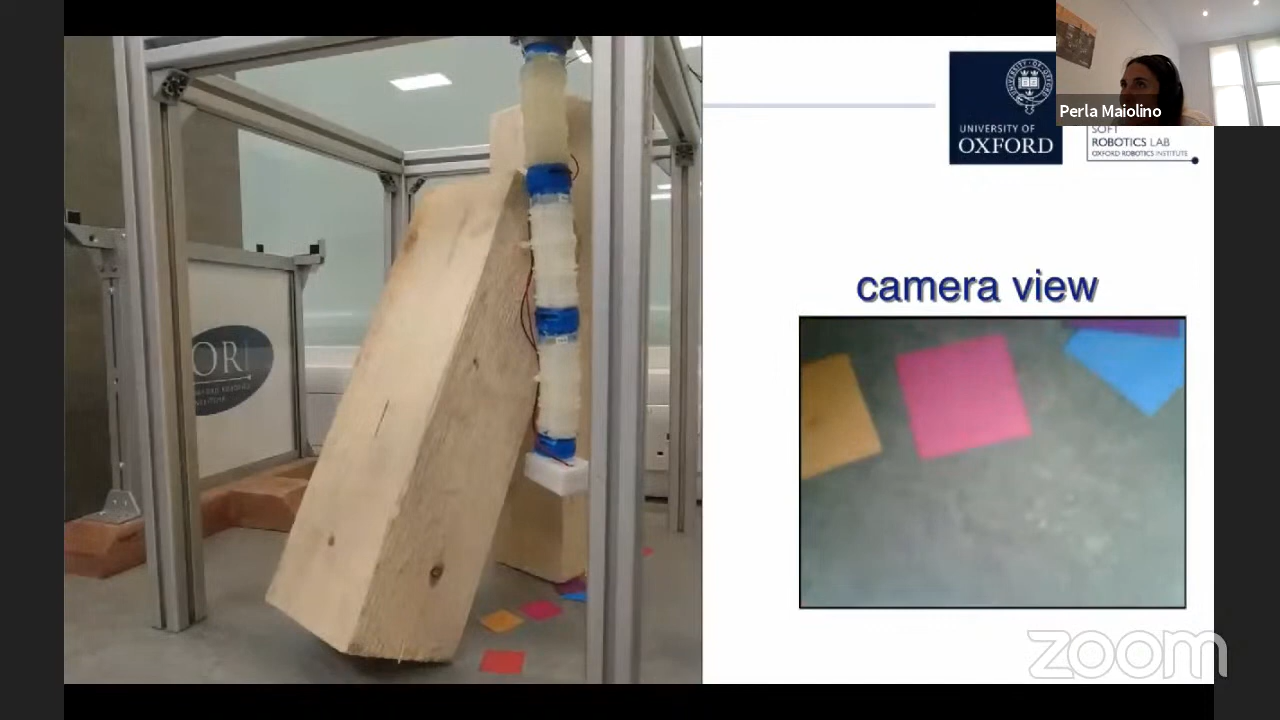 Perla Maiolino
UNIVERSITY OF
OXFORD
SOFT
ROBOTICS LAB
OXFORD ROBOTICS INSTITUTE
camera view
ORI
zoom